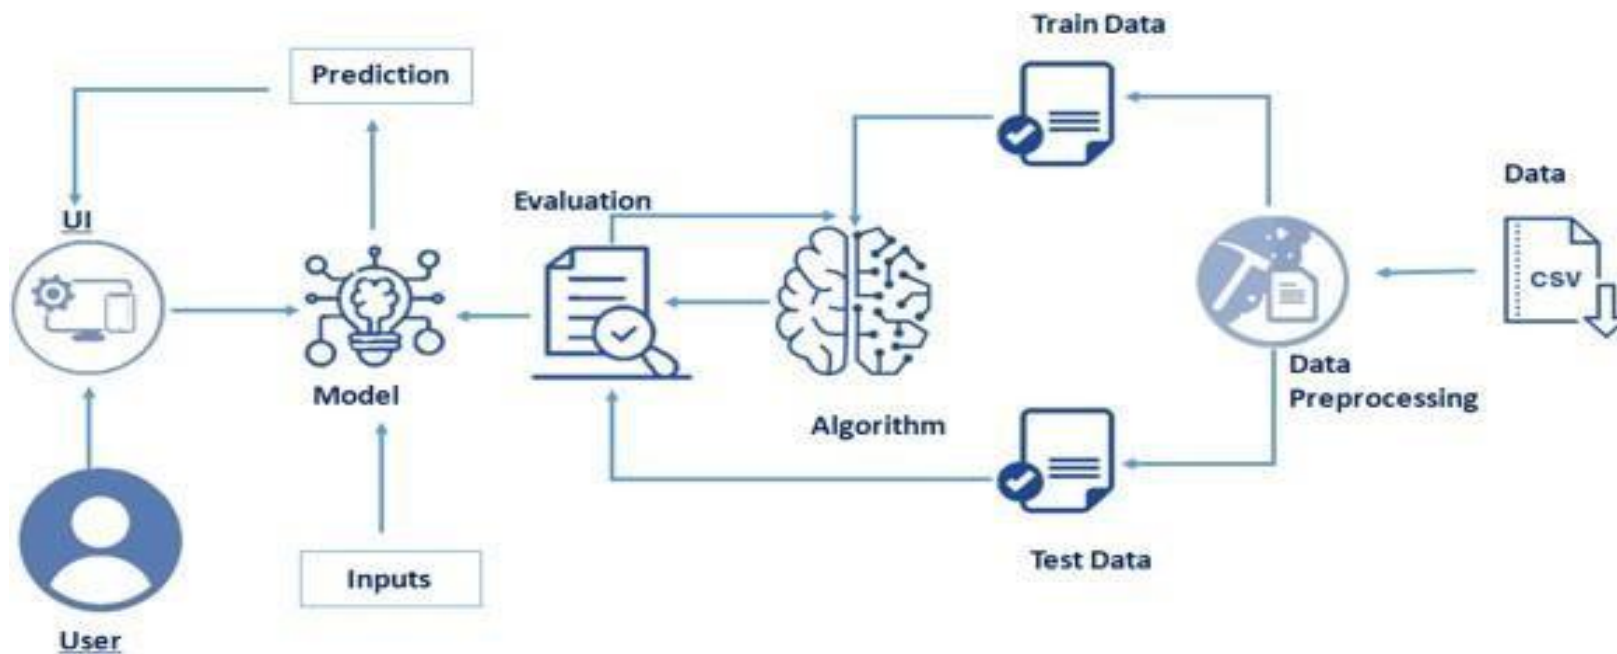 Train Data
Prediction
Data
Evaluation
UI
CSV
Data
Preprocessing
Model
Algorithm
Test Data
Inputs
User